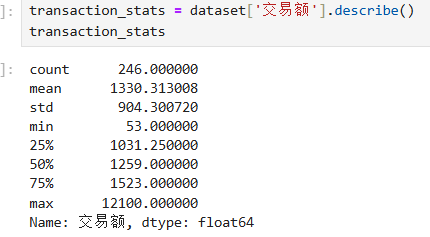 ]: transaction_stats = dataset['交易额'].describe()
transaction_stats
]: count 246.000000
mean 1330.313008
std 904.300720
min 53.000000
25% 1031.250000
50% 1259.000000
75% 1523.000000
max 12100.000000
Name: 交易额, dtype: float64